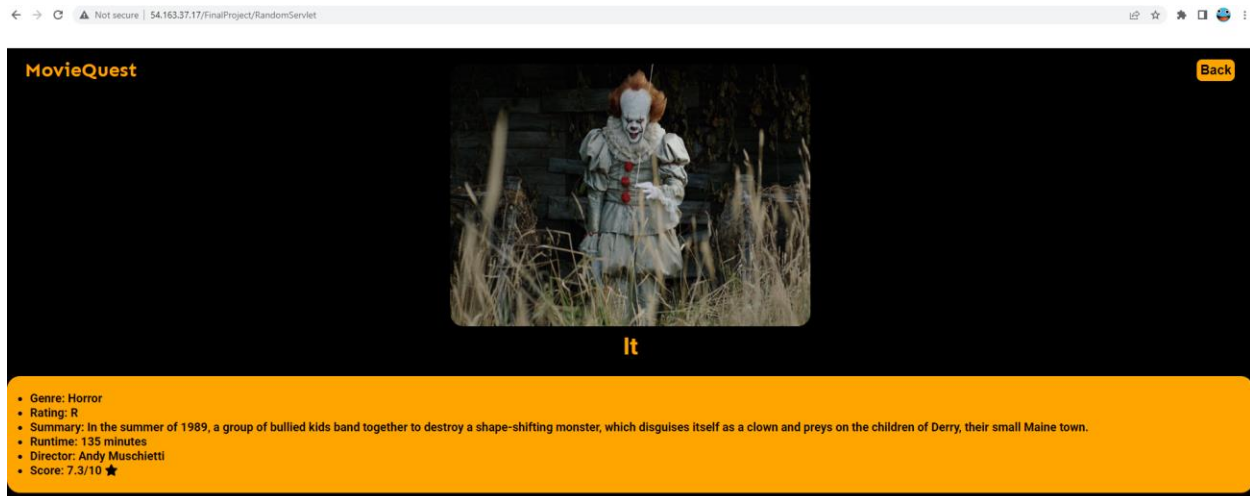 Not secure | 54.163.37.17/FinalProject/RandomServlet
MovieQuest
Back
It
• Genre: Horror
• Rating: R
• Summary: In the summer of 1989, a group of bullied kids band together to destroy a shape-shifting monster, which disguises itself as a clown and preys on the children of Derry, their small Maine town.
• Runtime: 135 minutes
• Director: Andy Muschietti
• Score: 7.3/10 ★